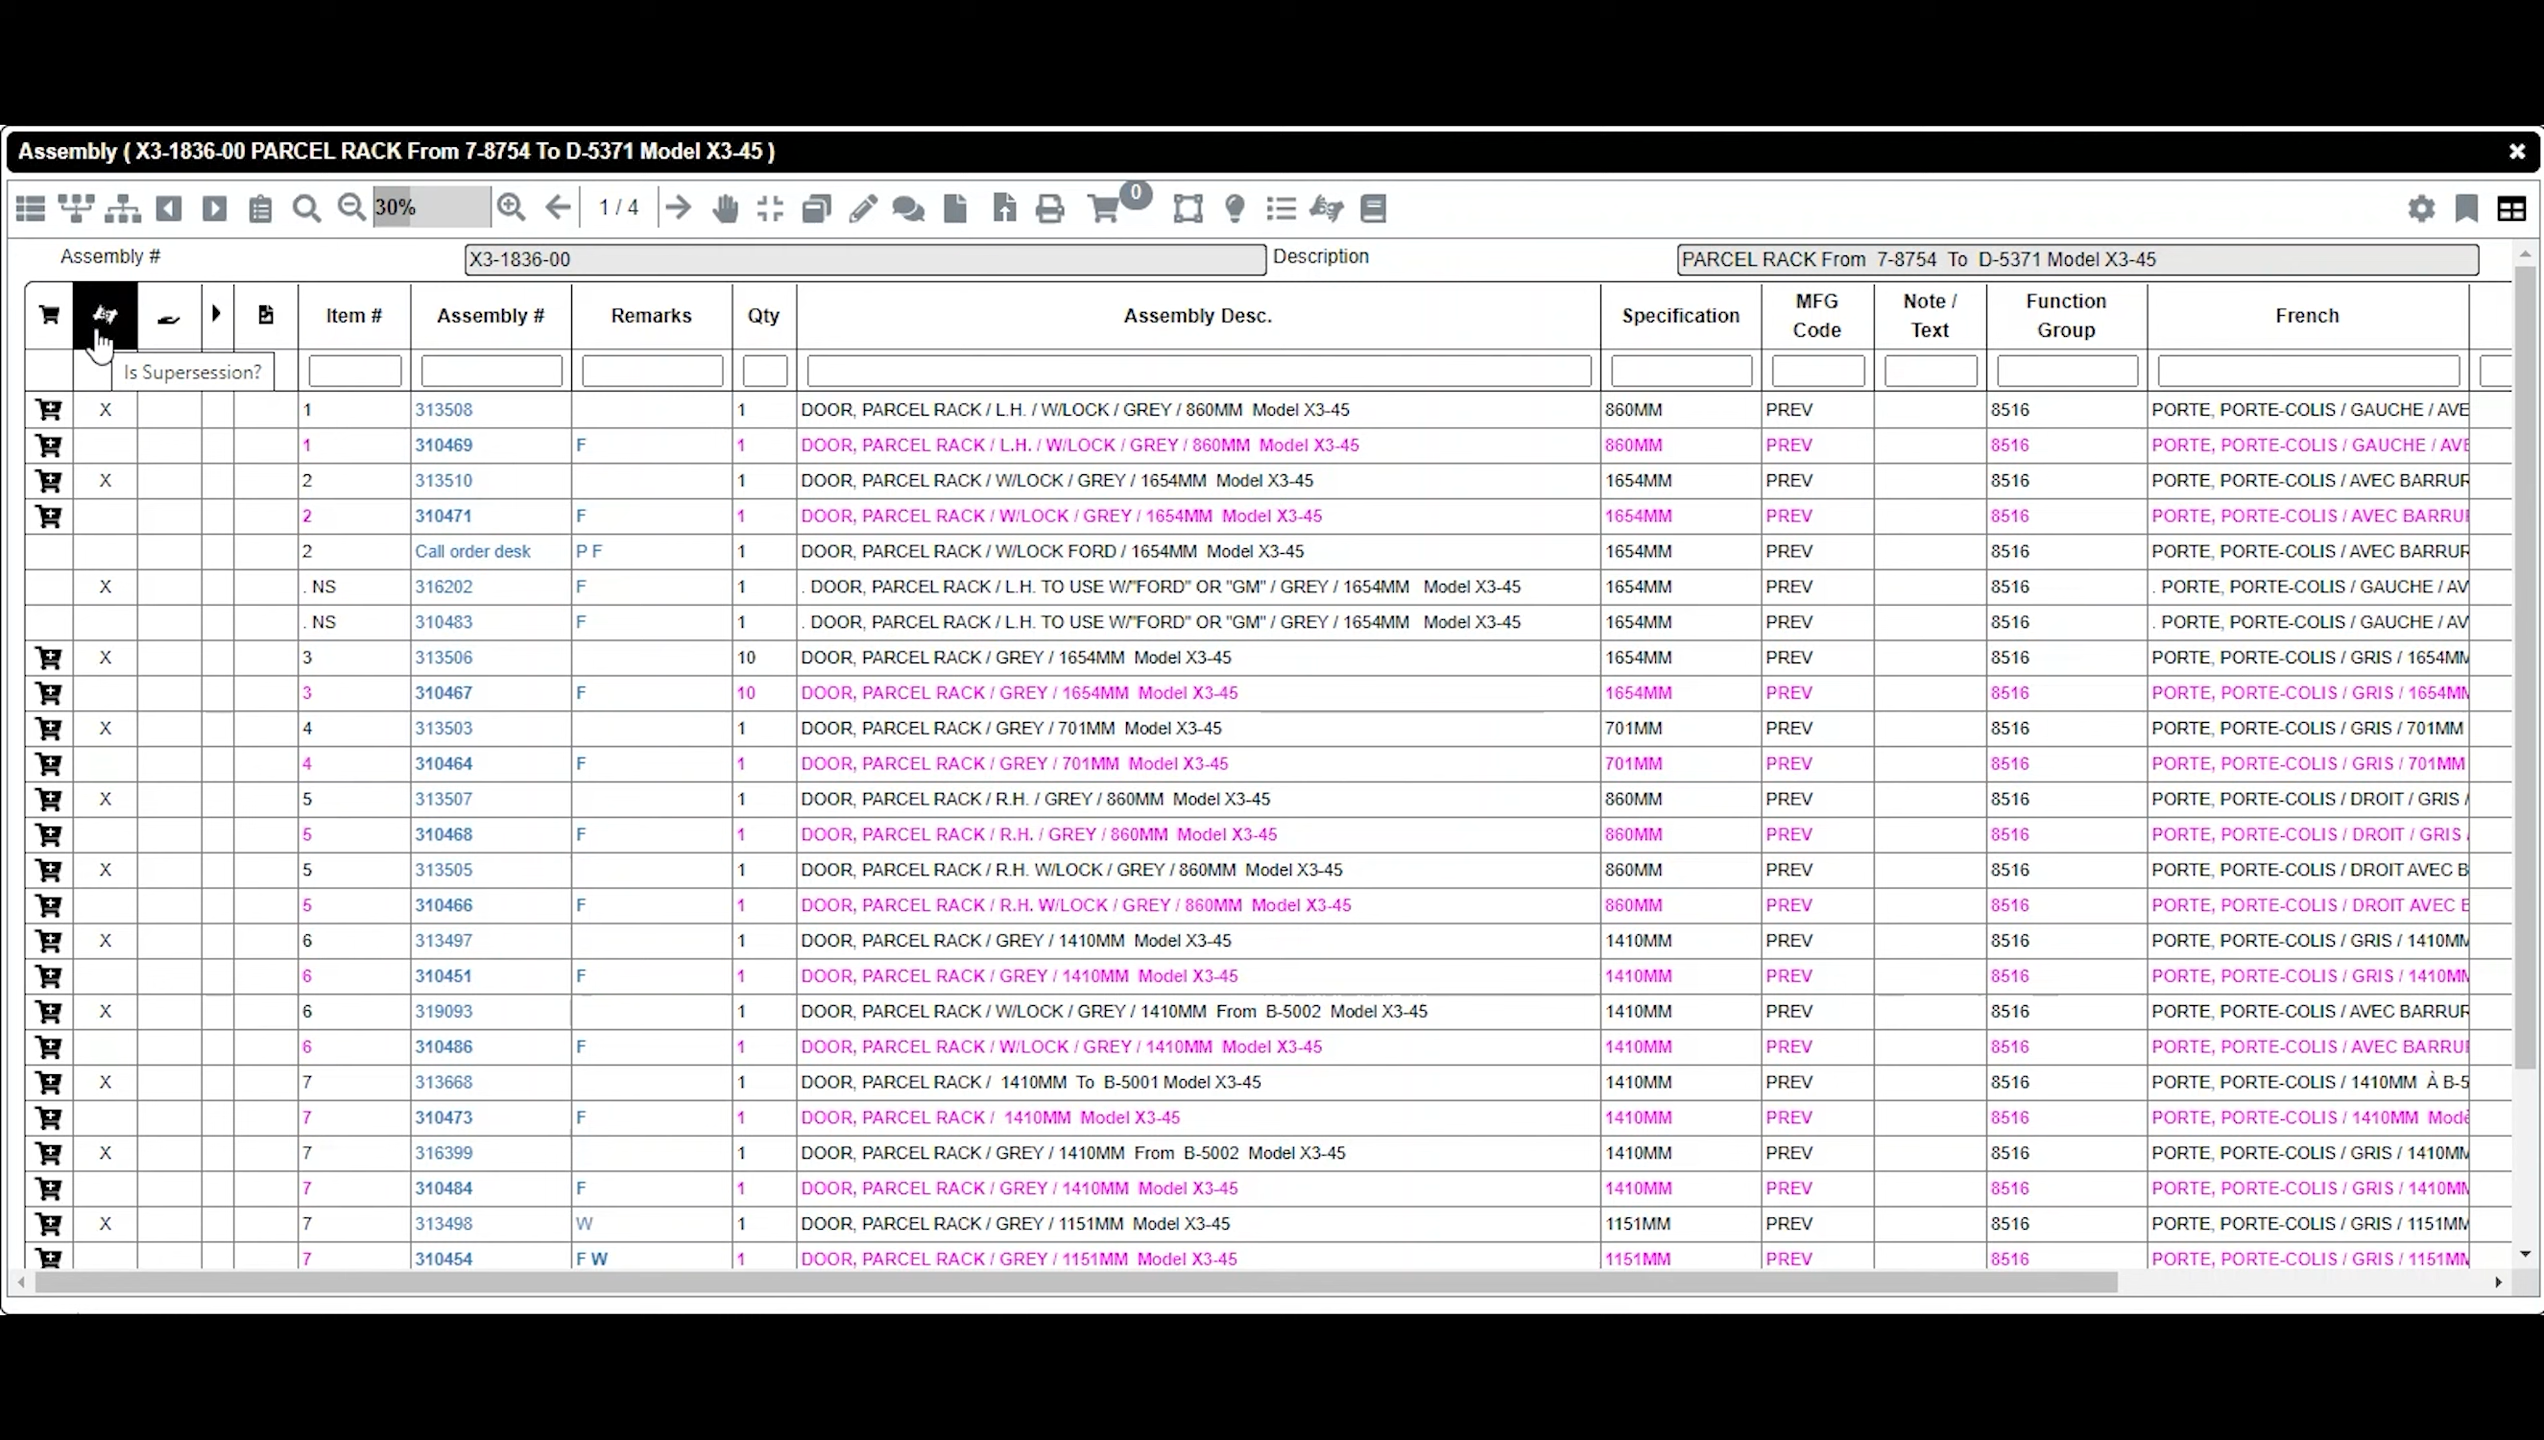 Assembly ( X3-1836-00 PARCEL RACK From 7-8754 To D-5371 Model X3-45 )
30% 1 / 4 0
Assembly # X3-1836-00 Description PARCEL RACK From 7-8754 To D-5371 Model X3-45
Item # Assembly # Remarks Qty Assembly Desc. Specification MFG Code Note / Text Function Group French
Is Supersession?
X 1 313508 1 DOOR, PARCEL RACK / L.H. / W/LOCK / GREY / 860MM Model X3-45 860MM PREV 8516 PORTE, PORTE-COLIS / GAUCHE / AVE
1 310469 F 1 DOOR, PARCEL RACK / L.H. / W/LOCK / GREY / 860MM Model X3-45 860MM PREV 8516 PORTE, PORTE-COLIS / GAUCHE / AVE
X 2 313510 1 DOOR, PARCEL RACK / W/LOCK / GREY / 1654MM Model X3-45 1654MM PREV 8516 PORTE, PORTE-COLIS / AVEC BARRUR
2 310471 F 1 DOOR, PARCEL RACK / W/LOCK / GREY / 1654MM Model X3-45 1654MM PREV 8516 PORTE, PORTE-COLIS / AVEC BARRU
2 Call order desk P F 1 DOOR, PARCEL RACK / W/LOCK FORD / 1654MM Model X3-45 1654MM PREV 8516 PORTE, PORTE-COLIS / AVEC BARRUR
X . NS 316202 F 1 . DOOR, PARCEL RACK / L.H. TO USE W/"FORD" OR "GM" / GREY / 1654MM Model X3-45 1654MM PREV 8516 . PORTE, PORTE-COLIS / GAUCHE / AV
. NS 310483 F 1 . DOOR, PARCEL RACK / L.H. TO USE W/"FORD" OR "GM" / GREY / 1654MM Model X3-45 1654MM PREV 8516 . PORTE, PORTE-COLIS / GAUCHE / AV
X 3 313506 10 DOOR, PARCEL RACK / GREY / 1654MM Model X3-45 1654MM PREV 8516 PORTE, PORTE-COLIS / GRIS / 1654MM
3 310467 F 10 DOOR, PARCEL RACK / GREY / 1654MM Model X3-45 1654MM PREV 8516 PORTE, PORTE-COLIS / GRIS / 1654MM
X 4 313503 1 DOOR, PARCEL RACK / GREY / 701MM Model X3-45 701MM PREV 8516 PORTE, PORTE-COLIS / GRIS / 701MM
4 310464 F 1 DOOR, PARCEL RACK / GREY / 701MM Model X3-45 701MM PREV 8516 PORTE, PORTE-COLIS / GRIS / 701MM
X 5 313507 1 DOOR, PARCEL RACK / R.H. / GREY / 860MM Model X3-45 860MM PREV 8516 PORTE, PORTE-COLIS / DROIT / GRIS /
5 310468 F 1 DOOR, PARCEL RACK / R.H. / GREY / 860MM Model X3-45 860MM PREV 8516 PORTE, PORTE-COLIS / DROIT / GRIS
X 5 313505 1 DOOR, PARCEL RACK / R.H. W/LOCK / GREY / 860MM Model X3-45 860MM PREV 8516 PORTE, PORTE-COLIS / DROIT AVEC B
5 310466 F 1 DOOR, PARCEL RACK / R.H. W/LOCK / GREY / 860MM Model X3-45 860MM PREV 8516 PORTE, PORTE-COLIS / DROIT AVEC E
X 6 313497 1 DOOR, PARCEL RACK / GREY / 1410MM Model X3-45 1410MM PREV 8516 PORTE, PORTE-COLIS / GRIS / 1410MM
6 310451 F 1 DOOR, PARCEL RACK / GREY / 1410MM Model X3-45 1410MM PREV 8516 PORTE, PORTE-COLIS / GRIS / 1410MM
X 6 319093 1 DOOR, PARCEL RACK / W/LOCK / GREY / 1410MM From B-5002 Model X3-45 1410MM PREV 8516 PORTE, PORTE-COLIS / AVEC BARRUR
6 310486 F 1 DOOR, PARCEL RACK / W/LOCK / GREY / 1410MM Model X3-45 1410MM PREV 8516 PORTE, PORTE-COLIS / AVEC BARRU
X 7 313668 1 DOOR, PARCEL RACK / 1410MM To B-5001 Model X3-45 1410MM PREV 8516 PORTE, PORTE-COLIS / 1410MM À B-5
7 310473 F 1 DOOR, PARCEL RACK / 1410MM Model X3-45 1410MM PREV 8516 PORTE, PORTE-COLIS / 1410MM Modè
X 7 316399 1 DOOR, PARCEL RACK / GREY / 1410MM From B-5002 Model X3-45 1410MM PREV 8516 PORTE, PORTE-COLIS / GRIS / 1410MM
7 310484 F 1 DOOR, PARCEL RACK / GREY / 1410MM Model X3-45 1410MM PREV 8516 PORTE, PORTE-COLIS / GRIS / 1410MM
X 7 313498 W 1 DOOR, PARCEL RACK / GREY / 1151MM Model X3-45 1151MM PREV 8516 PORTE, PORTE-COLIS / GRIS / 1151MM
7 310454 F W 1 DOOR, PARCEL RACK / GREY / 1151MM Model X3-45 1151MM PREV 8516 PORTE, PORTE-COLIS / GRIS / 1151MM